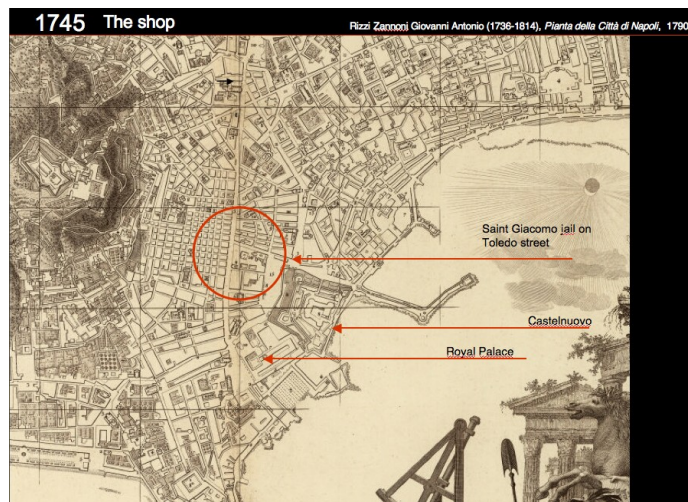 1745 The shop
Rizzi Zannoni Giovanni Antonio (1736-1814), Pianta della Città di Napoli, 1790
Saint Giacomo jail on
Toledo street
Castelnuovo
Royal Palace